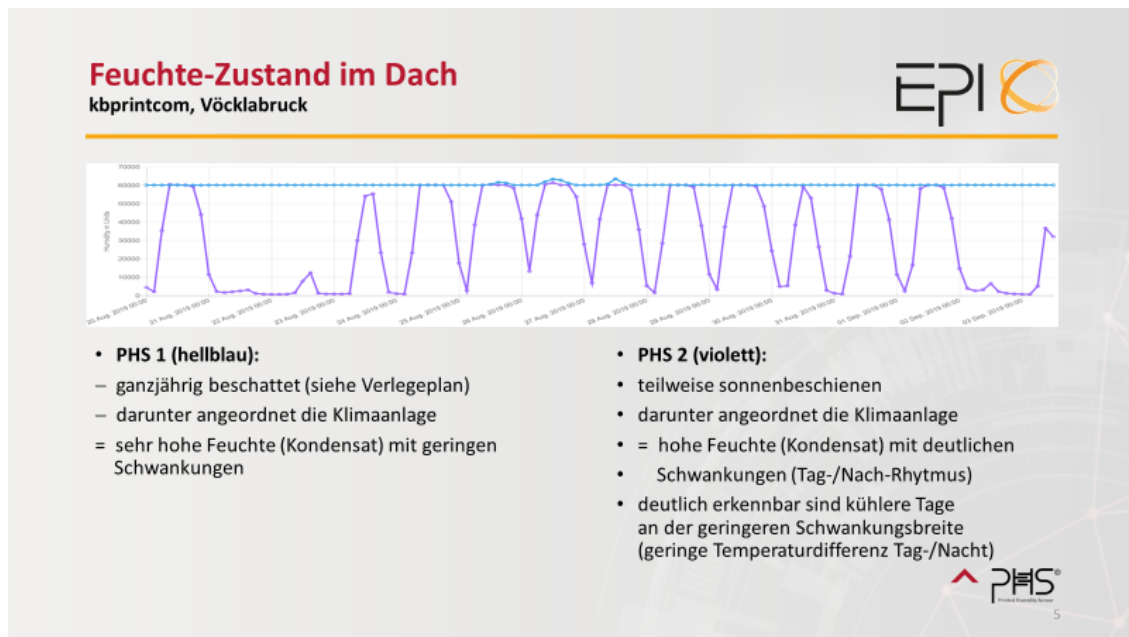 Feuchte-Zustand im Dach
kbprintcom, Vöcklabruck
EPI
70000
60000
50000
40000
30000
20000
10000
0
Humidity in Units
20 Aug, 2019 00:00
21 Aug, 2019 00:00
22 Aug, 2019 00:00
23 Aug, 2019 00:00
24 Aug, 2019 00:00
25 Aug, 2019 00:00
26 Aug, 2019 00:00
27 Aug, 2019 00:00
28 Aug, 2019 00:00
29 Aug, 2019 00:00
30 Aug, 2019 00:00
31 Aug, 2019 00:00
01 Sep, 2019 00:00
02 Sep, 2019 00:00
03 Sep, 2019 00:00
• PHS 1 (hellblau):
– ganzjährig beschattet (siehe Verlegeplan)
– darunter angeordnet die Klimaanlage
= sehr hohe Feuchte (Kondensat) mit geringen
Schwankungen
• PHS 2 (violett):
• teilweise sonnenbeschienen
• darunter angeordnet die Klimaanlage
• = hohe Feuchte (Kondensat) mit deutlichen
• Schwankungen (Tag-/Nach-Rhytmus)
• deutlich erkennbar sind kühlere Tage
an der geringeren Schwankungsbreite
(geringe Temperaturdifferenz Tag-/Nacht)
PHS®
Printed Humidity Sensor
5